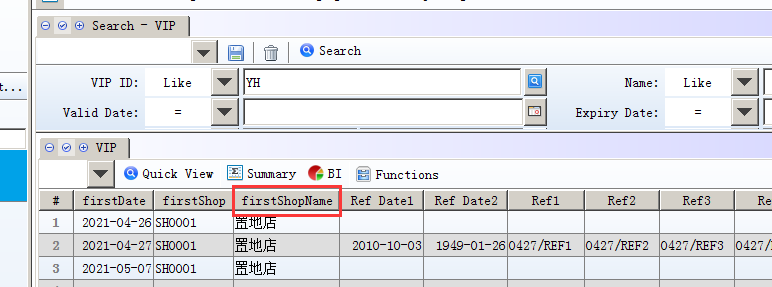 t...
Search - VIP
Search
VIP ID: Like YH Name: Like
Valid Date: = Expiry Date: =
VIP
Quick View Summary BI Functions
# firstDate firstShop firstShopName Ref Date1 Ref Date2 Ref1 Ref2 Ref3 Re
1 2021-04-26 SH0001 置地店
2 2021-04-27 SH0001 置地店 2010-10-03 1949-01-26 0427/REF1 0427/REF2 0427/REF3 0427/R
3 2021-05-07 SH0001 置地店